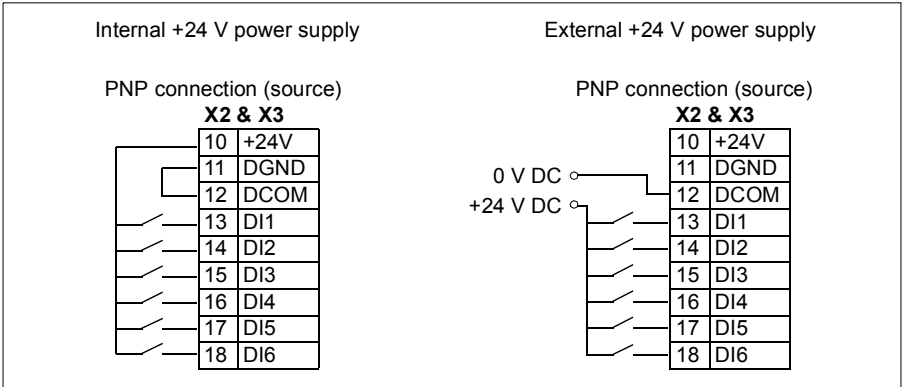 Internal +24 V power supply
PNP connection (source)
X2 & X3
10 +24V
11 DGND
12 DCOM
13 DI1
14 DI2
15 DI3
16 DI4
17 DI5
18 DI6
External +24 V power supply
PNP connection (source)
X2 & X3
0 V DC
+24 V DC
10 +24V
11 DGND
12 DCOM
13 DI1
14 DI2
15 DI3
16 DI4
17 DI5
18 DI6